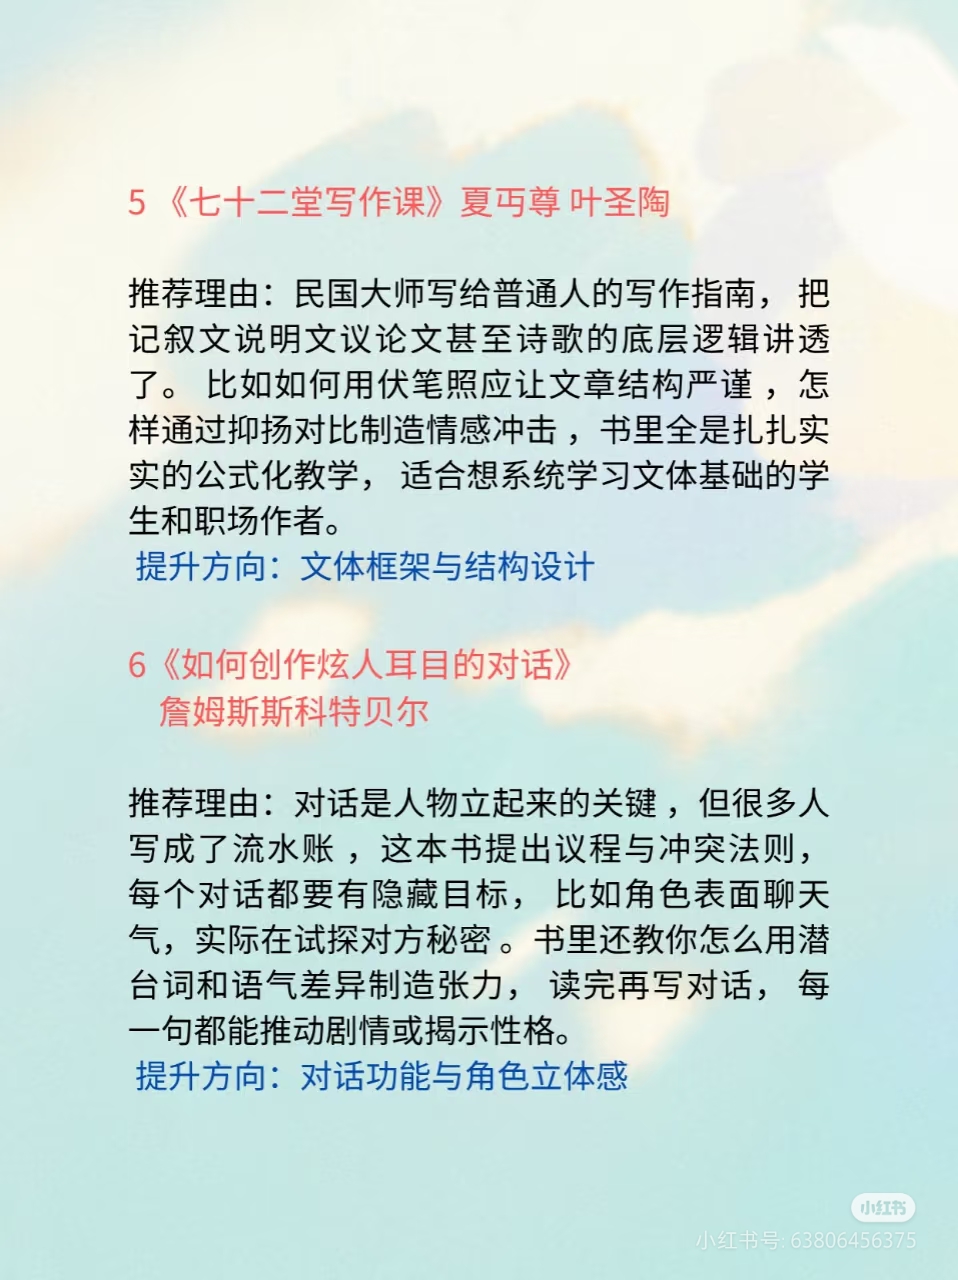 5 《七十二堂写作课》夏丏尊 叶圣陶
推荐理由：民国大师写给普通人的写作指南， 把
记叙文说明文议论文甚至诗歌的底层逻辑讲透
了。 比如如何用伏笔照应让文章结构严谨 ，怎
样通过抑扬对比制造情感冲击 ，书里全是扎扎实
实的公式化教学， 适合想系统学习文体基础的学
生和职场作者。
提升方向：文体框架与结构设计
6《如何创作炫人耳目的对话》
詹姆斯斯科特贝尔
推荐理由：对话是人物立起来的关键 ，但很多人
写成了流水账 ，这本书提出议程与冲突法则，
每个对话都要有隐藏目标， 比如角色表面聊天
气，实际在试探对方秘密 。书里还教你怎么用潜
台词和语气差异制造张力， 读完再写对话， 每
一句都能推动剧情或揭示性格。
提升方向：对话功能与角色立体感
小红书
小红书号: 63806456375